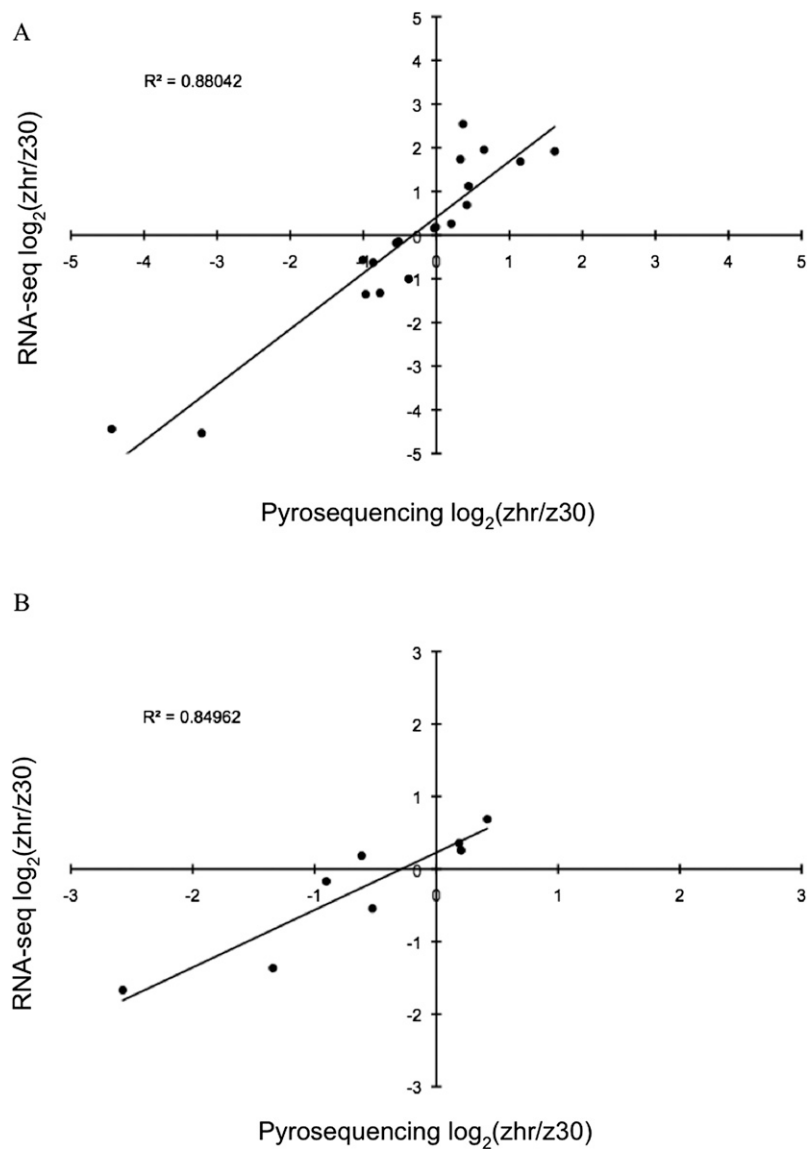 A
R² = 0.88042
RNA-seq log₂(zhr/z30)
5
4
3
2
1
0
-1
-2
-3
-4
-5
-5 -4 -3 -2 -1 0 1 2 3 4 5
Pyrosequencing log₂(zhr/z30)
B
R² = 0.84962
RNA-seq log₂(zhr/z30)
3
2
1
0
-1
-2
-3
-3 -2 -1 0 1 2 3
Pyrosequencing log₂(zhr/z30)